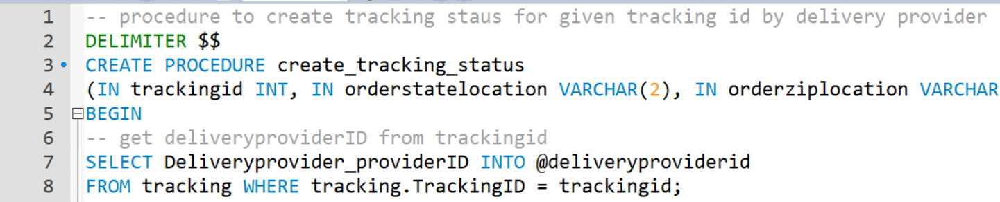 1 -- procedure to create tracking staus for given tracking id by delivery provider
2 DELIMITER $$
3 CREATE PROCEDURE create_tracking_status
4 (IN trackingid INT, IN orderstatelocation VARCHAR(2), IN orderziplocation VARCHAR
5 BEGIN
6 -- get deliveryproviderID from trackingid
7 SELECT Deliveryprovider_providerID INTO @deliveryproviderid
8 FROM tracking WHERE tracking.TrackingID = trackingid;